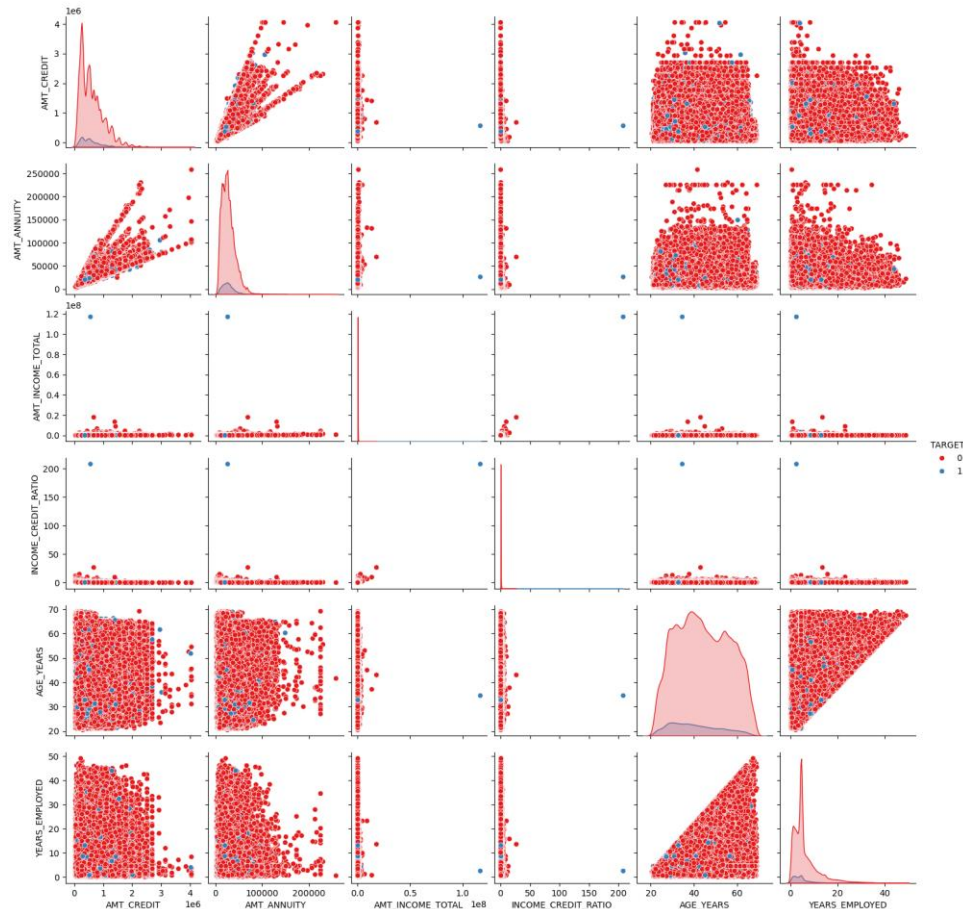 1e6
4
3
2
1
0
AMT_CREDIT
250000
200000
150000
100000
50000
0
AMT_ANNUITY
1e8
1.2
1.0
0.8
0.6
0.4
0.2
0.0
AMT_INCOME_TOTAL
TARGET
0
1
200
150
100
50
0
INCOME_CREDIT_RATIO
70
60
50
40
30
20
AGE_YEARS
50
40
30
20
10
0
YEARS_EMPLOYED
0 1 2 3 4
1e6
AMT_CREDIT
0 100000 200000
AMT_ANNUITY
0.0 0.5 1.0
1e8
AMT_INCOME_TOTAL
0 50 100 150 200
INCOME_CREDIT_RATIO
20 40 60
AGE_YEARS
0 20 40
YEARS_EMPLOYED